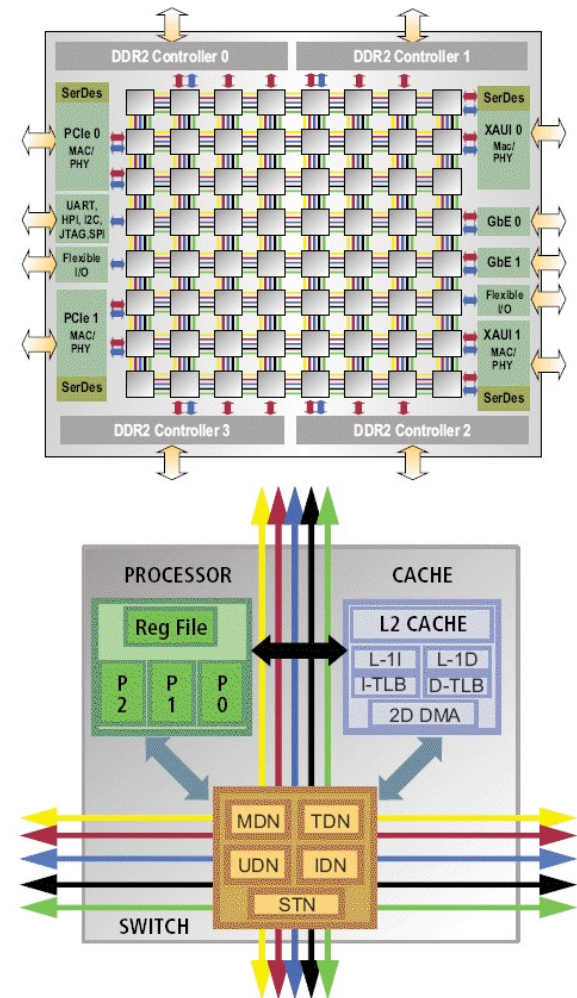 DDR2 Controller 0
DDR2 Controller 1
SerDes
PCIe 0
MAC/
PHY
UART,
HPI, I2C,
JTAG,SPI
Flexible
I/O
PCIe 1
MAC/
PHY
SerDes
SerDes
XAUI 0
Mac/
PHY
GbE 0
GbE 1
Flexible
I/O
XAUI 1
MAC/
PHY
SerDes
DDR2 Controller 3
DDR2 Controller 2
PROCESSOR
CACHE
Reg File
P
2
P
1
P
0
L2 CACHE
L-1I
L-1D
I-TLB
D-TLB
2D DMA
MDN
TDN
UDN
IDN
STN
SWITCH